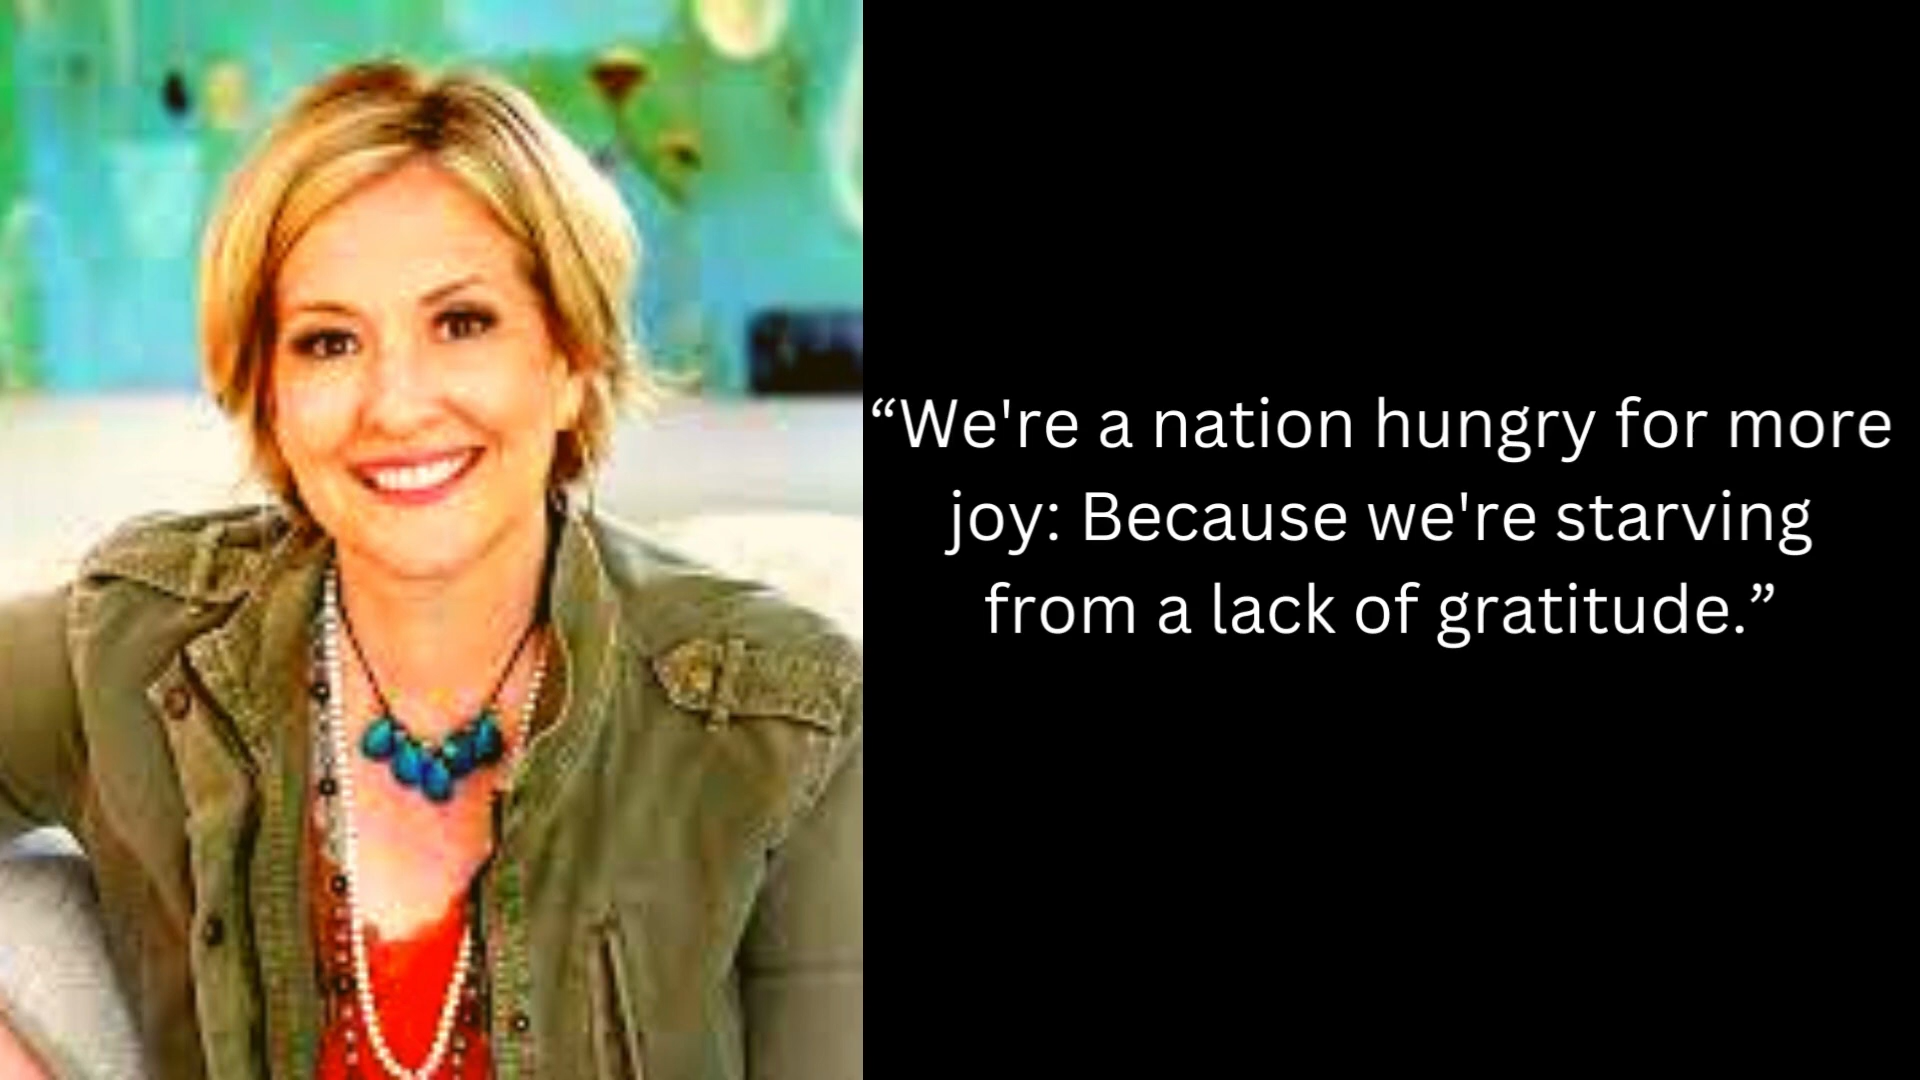 “We're a nation hungry for more
joy: Because we're starving
from a lack of gratitude.”